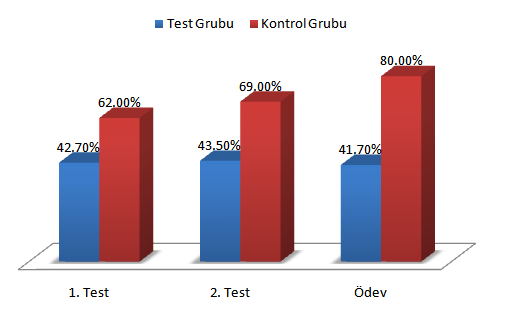 Test Grubu Kontrol Grubu
80.00%
69.00%
62.00%
42.70% 43.50% 41.70%
1. Test 2. Test Ödev